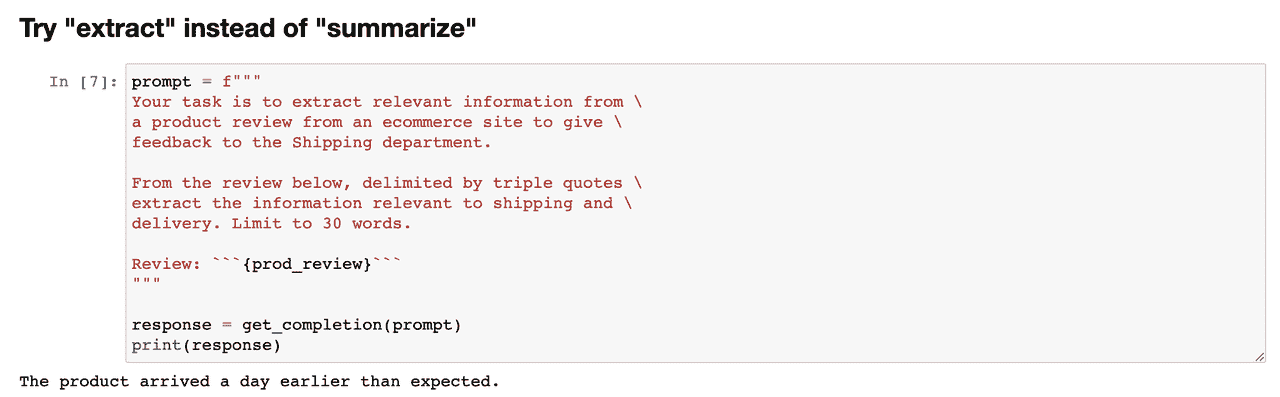 Try "extract" instead of "summarize"
In [7]: prompt = f"""
Your task is to extract relevant information from \
a product review from an ecommerce site to give \
feedback to the Shipping department.
From the review below, delimited by triple quotes \
extract the information relevant to shipping and \
delivery. Limit to 30 words.
Review: ```{prod_review}```
"""
response = get_completion(prompt)
print(response)
The product arrived a day earlier than expected.